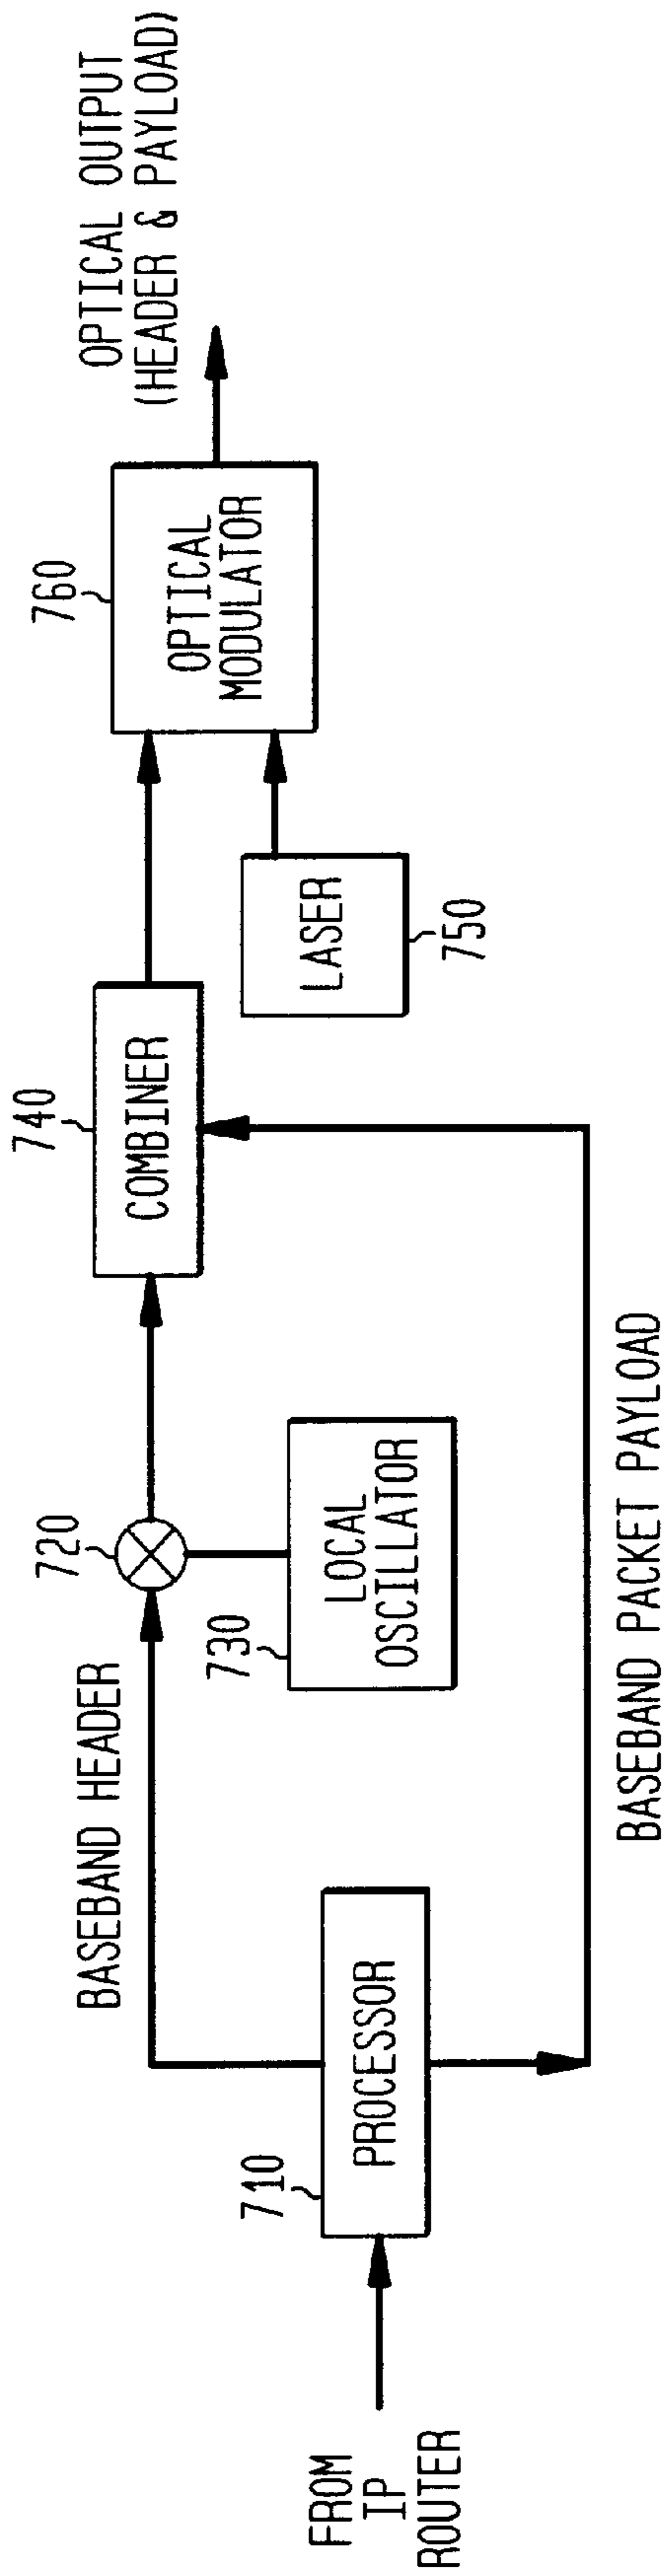 FROM
IP
ROUTER
710
PROCESSOR
BASEBAND HEADER
720
730
LOCAL
OSCILLATOR
BASEBAND PACKET PAYLOAD
740
COMBINER
LASER
750
760
OPTICAL
MODULATOR
OPTICAL OUTPUT
(HEADER & PAYLOAD)